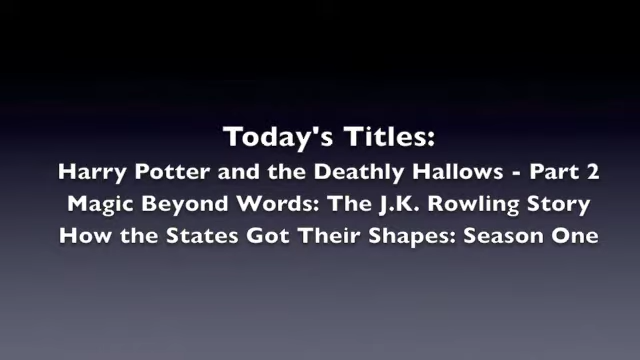 Today's Titles:
Harry Potter and the Deathly Hallows - Part 2
Magic Beyond Words: The J.K. Rowling Story
How the States Got Their Shapes: Season One